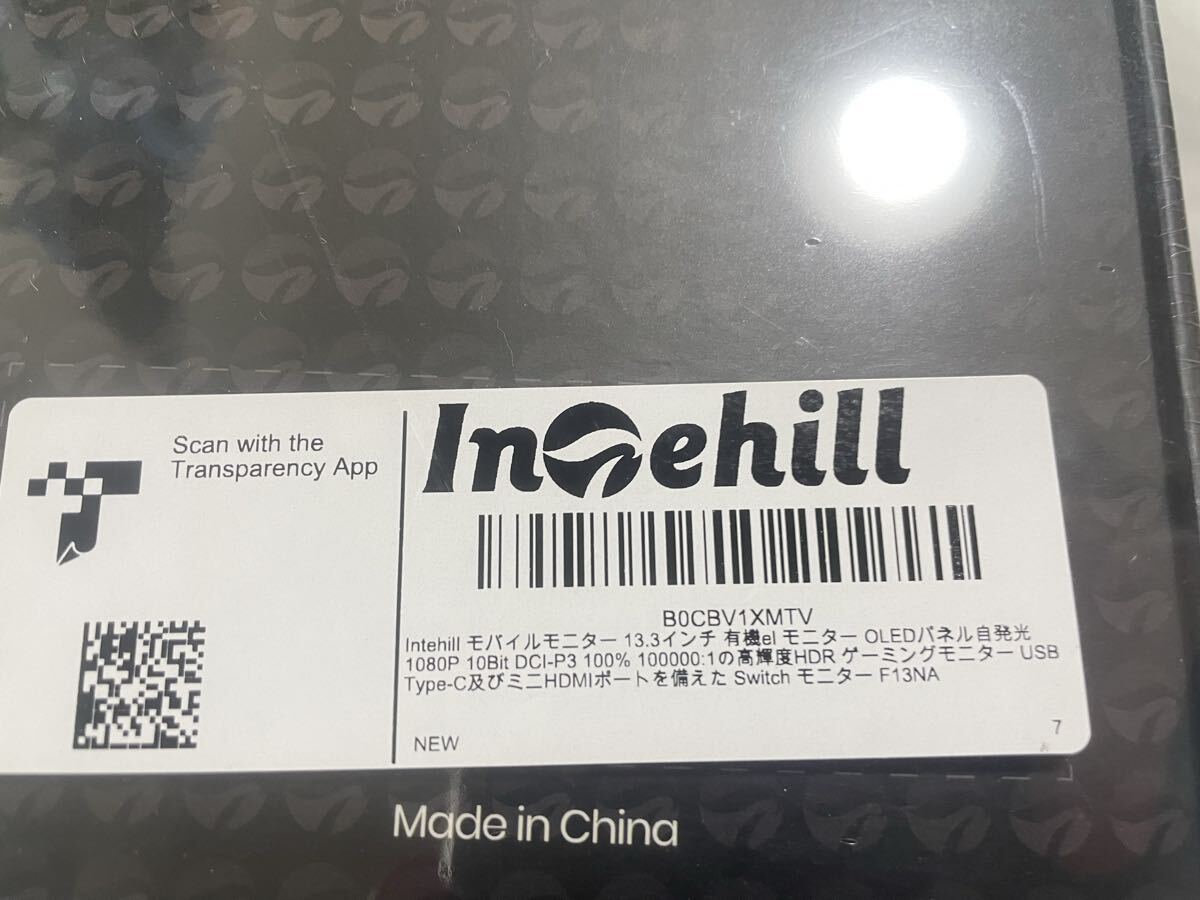 Scan with the
Transparency App
Intehill
B0CBV1XMTV
Intehill モバイルモニター 13.3インチ 有機el モニター OLEDパネル自発光
1080P 10Bit DCI-P3 100% 100000:1の高輝度HDR ゲーミングモニター USB
Type-C及びミニHDMIポートを備えた Switch モニター F13NA
NEW
7
Made in China